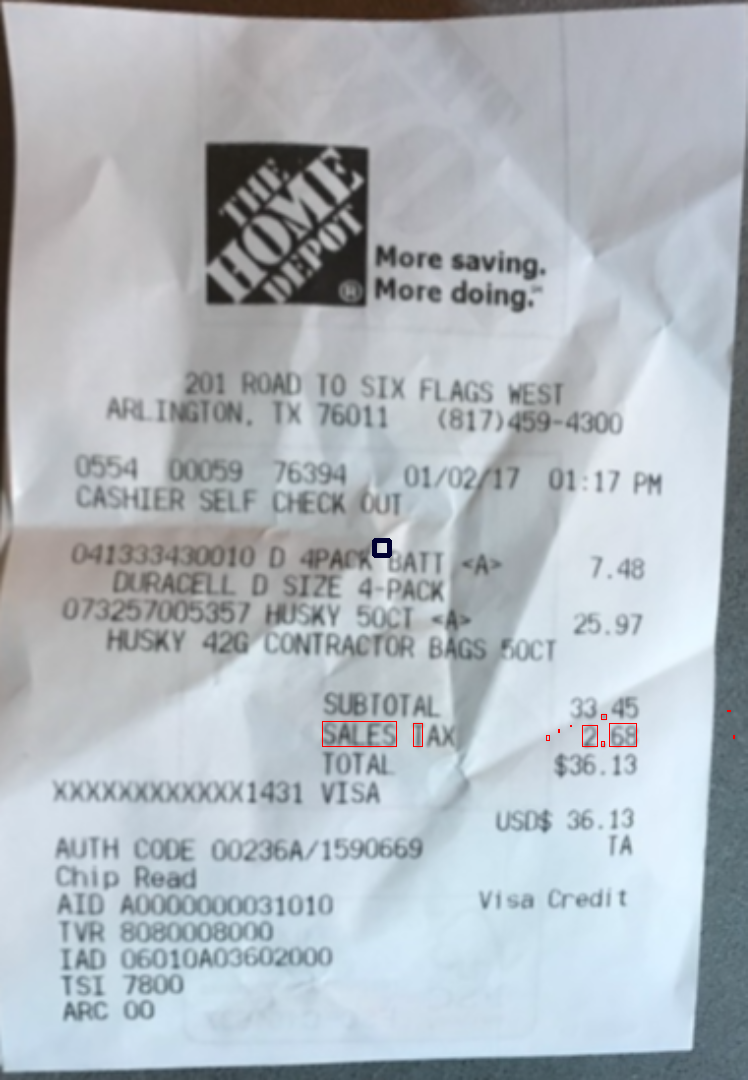 THE
HOME
DEPOT
®
More saving.
More doing.℠
201 ROAD TO SIX FLAGS WEST
ARLINGTON, TX 76011 (817)459-4300
0554 00059 76394 01/02/17 01:17 PM
CASHIER SELF CHECK OUT
041333430010 D 4PACK BATT <A> 7.48
DURACELL D SIZE 4-PACK
073257005357 HUSKY 50CT <A> 25.97
HUSKY 42G CONTRACTOR BAGS 50CT
SUBTOTAL 33.45
SALES TAX 2.68
TOTAL $36.13
XXXXXXXXXXXX1431 VISA
USD$ 36.13
AUTH CODE 00236A/1590669 TA
Chip Read
AID A0000000031010 Visa Credit
TVR 8080008000
IAD 06010A03602000
TSI 7800
ARC 00